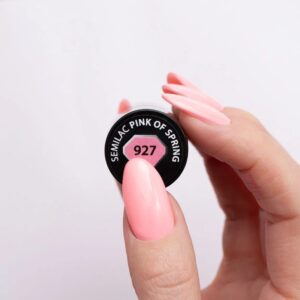 SEMILAC PINK OF SPRING
927